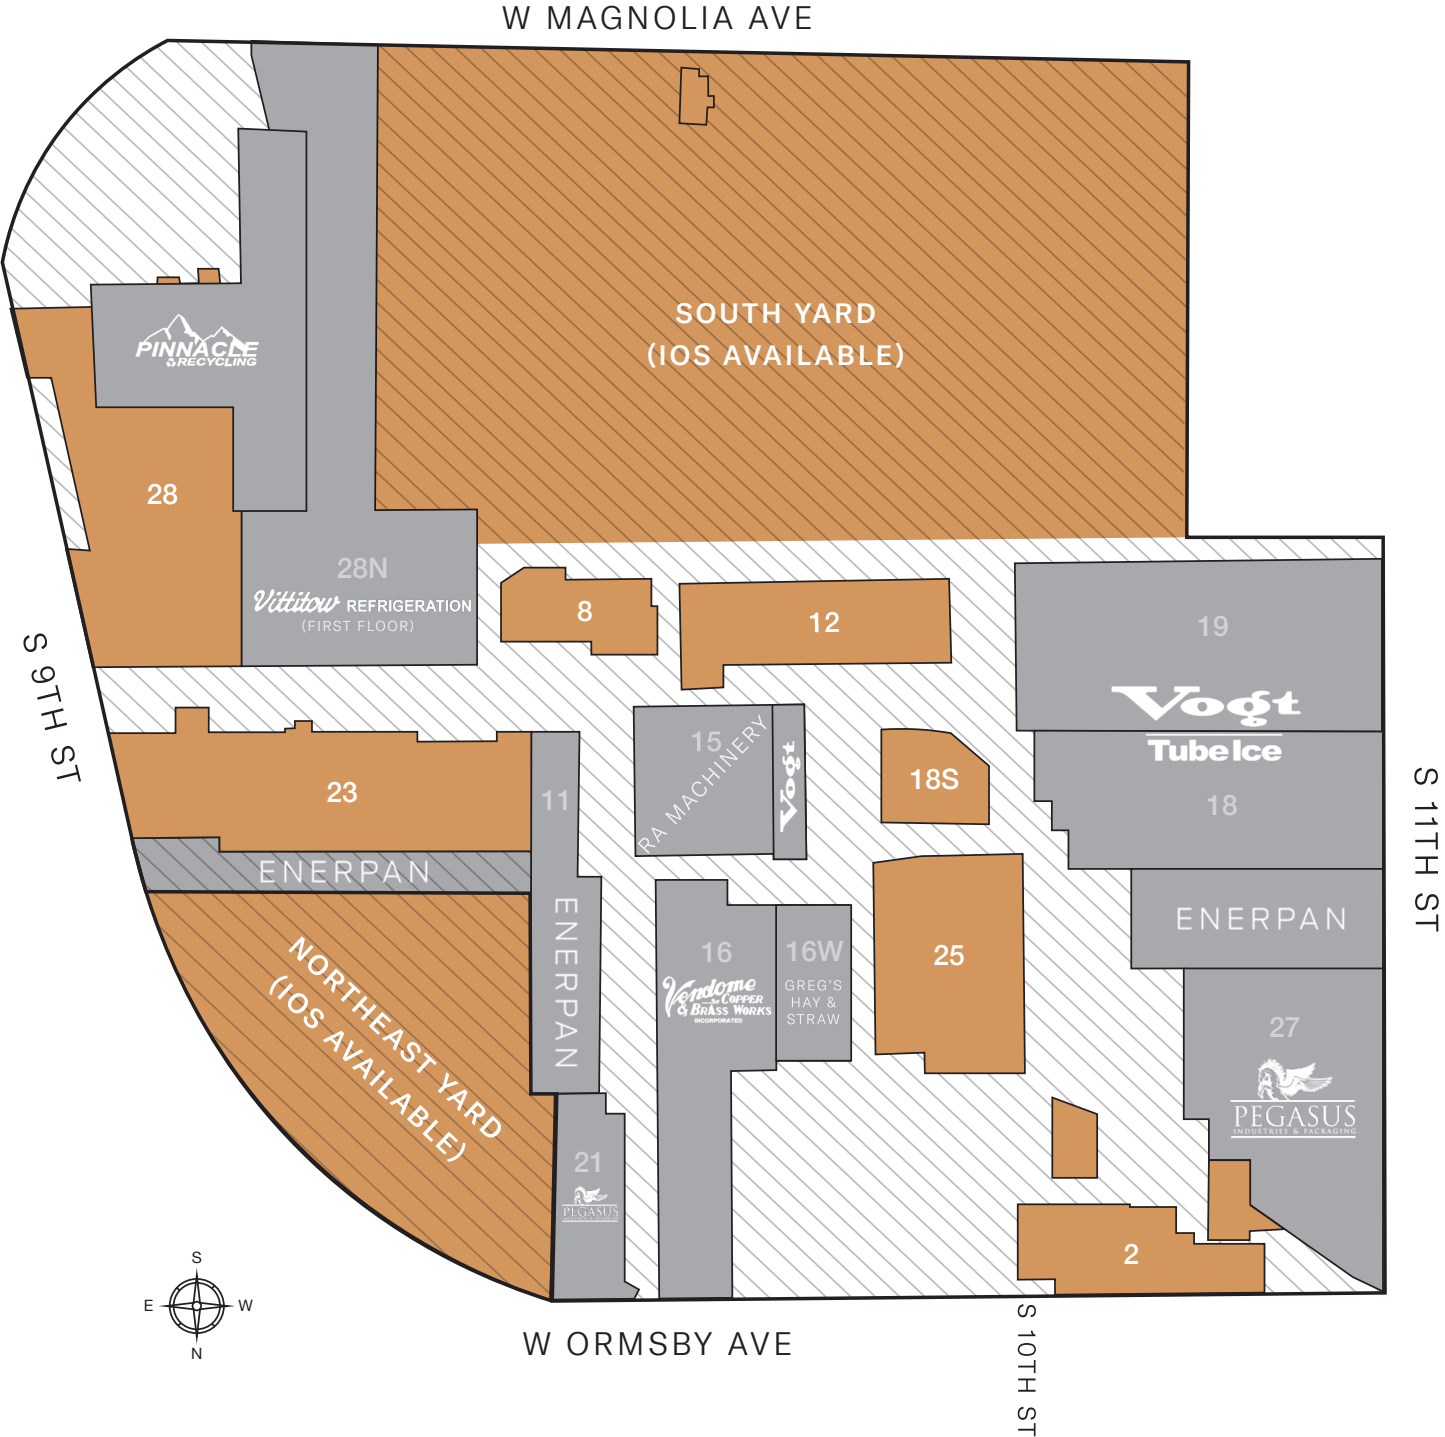 W MAGNOLIA AVE
SOUTH YARD
(IOS AVAILABLE)
PINNACLE
RECYCLING
28
28N
Vittitow REFRIGERATION
(FIRST FLOOR)
8
12
19
Vogt
Tube Ice
18
S 9TH ST
23
11
15
RA MACHINERY
Vogt
18S
S 11TH ST
ENERPAN
ENERPAN
ENERPAN
16
Vendome
COPPER
& BRASS WORKS
INCORPORATED
16W
GREG'S
HAY &
STRAW
25
NORTHEAST YARD
(IOS AVAILABLE)
27
PEGASUS
INDUSTRIES & PACKAGING
21
PEGASUS
2
S
E
W
N
W ORMSBY AVE
S 10TH ST